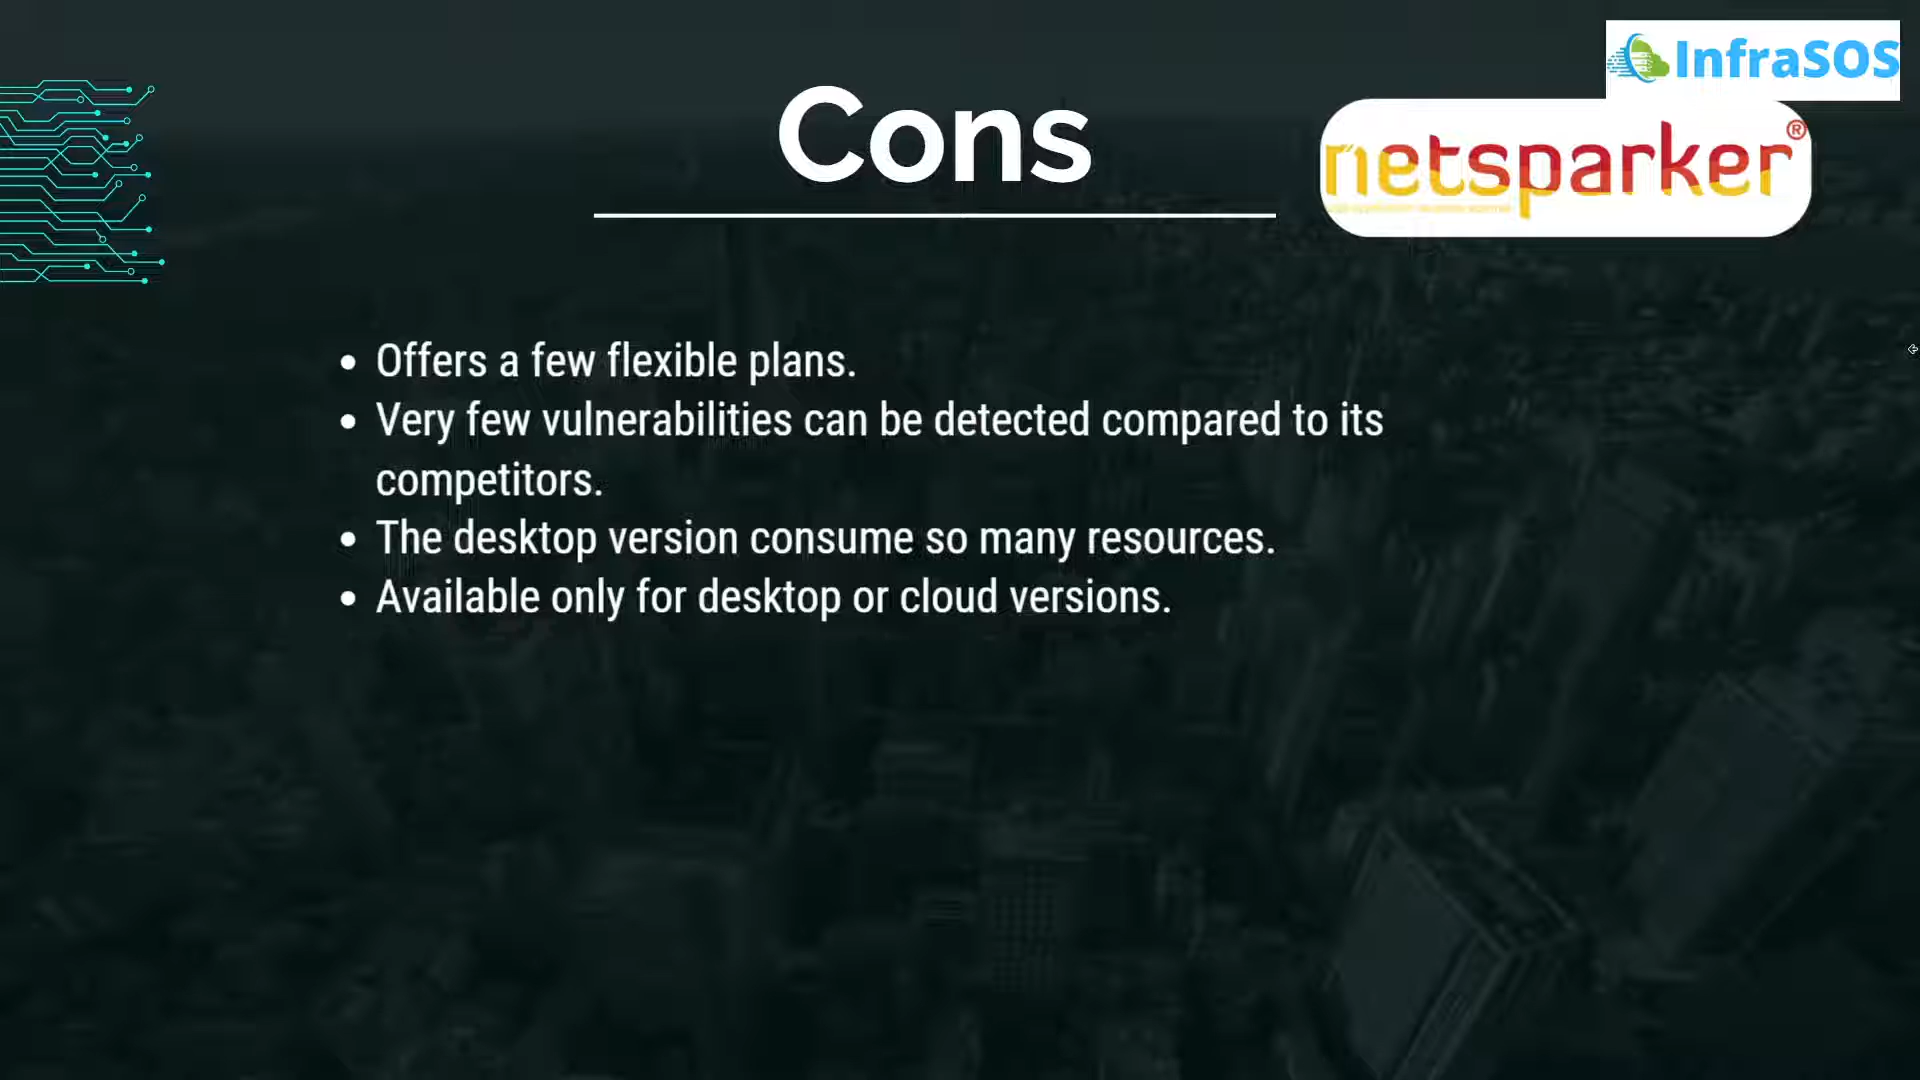 InfraSOS
Cons
netsparker®
• Offers a few flexible plans.
• Very few vulnerabilities can be detected compared to its
competitors.
• The desktop version consume so many resources.
• Available only for desktop or cloud versions.